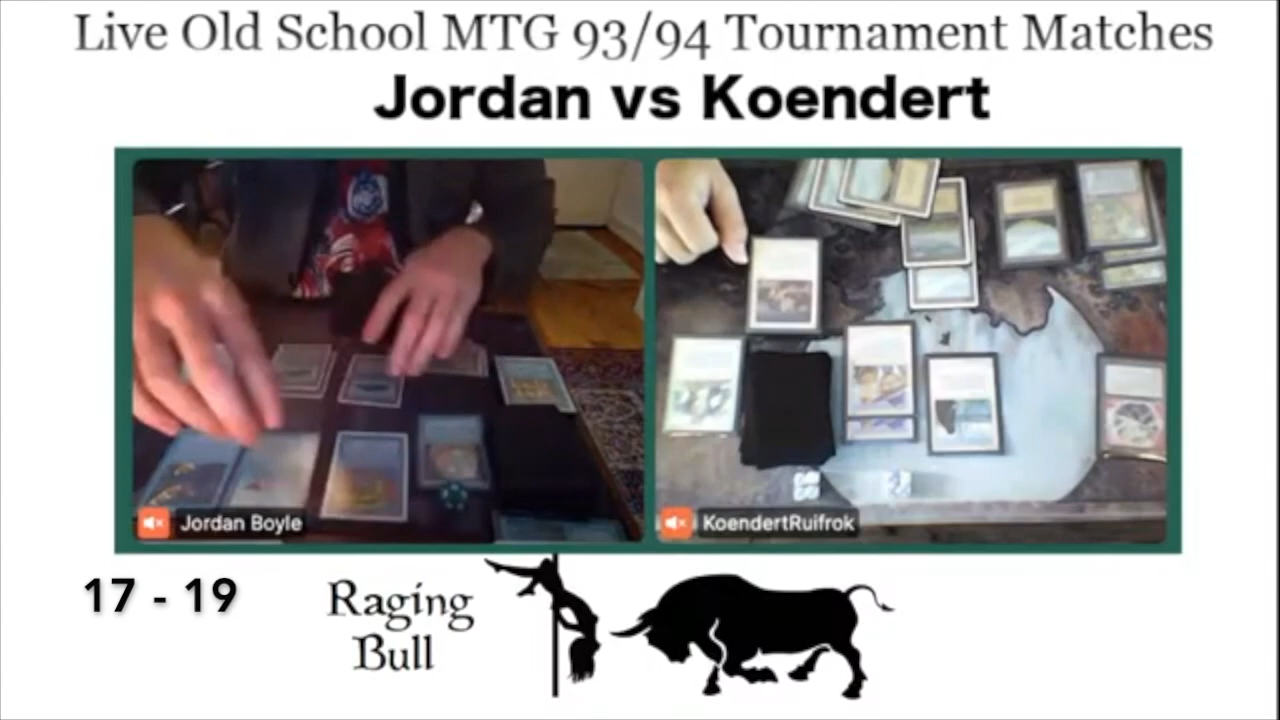 Live Old School MTG 93/94 Tournament Matches
Jordan vs Koendert
Jordan Boyle
KoendertRuifrok
17 - 19
Raging
Bull